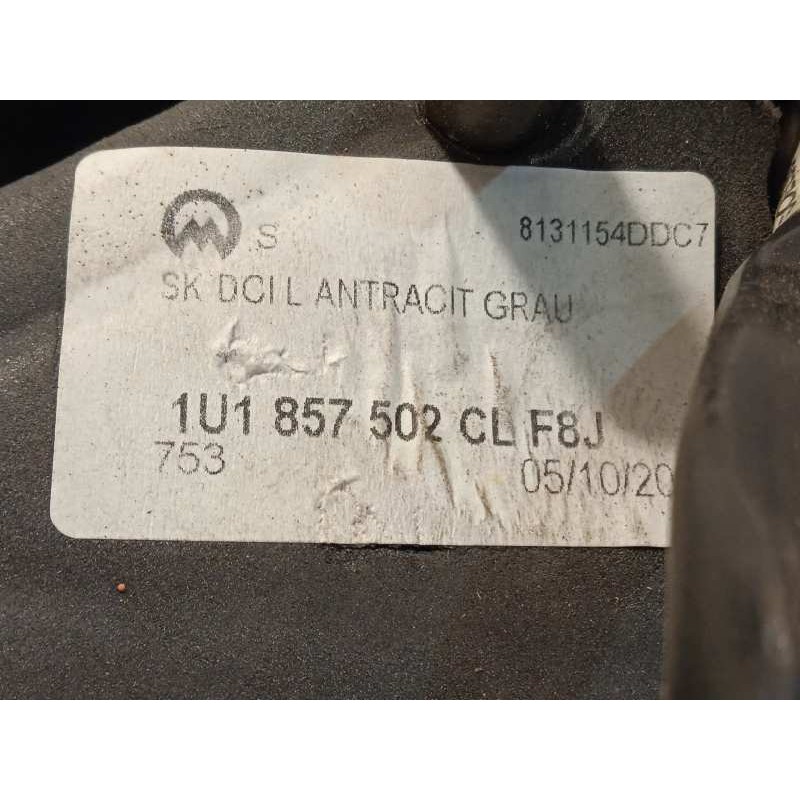 S 8131154DDC7
SK DCI L ANTRACIT GRAU
1U1 857 502 CL F8J
753 05/10/20